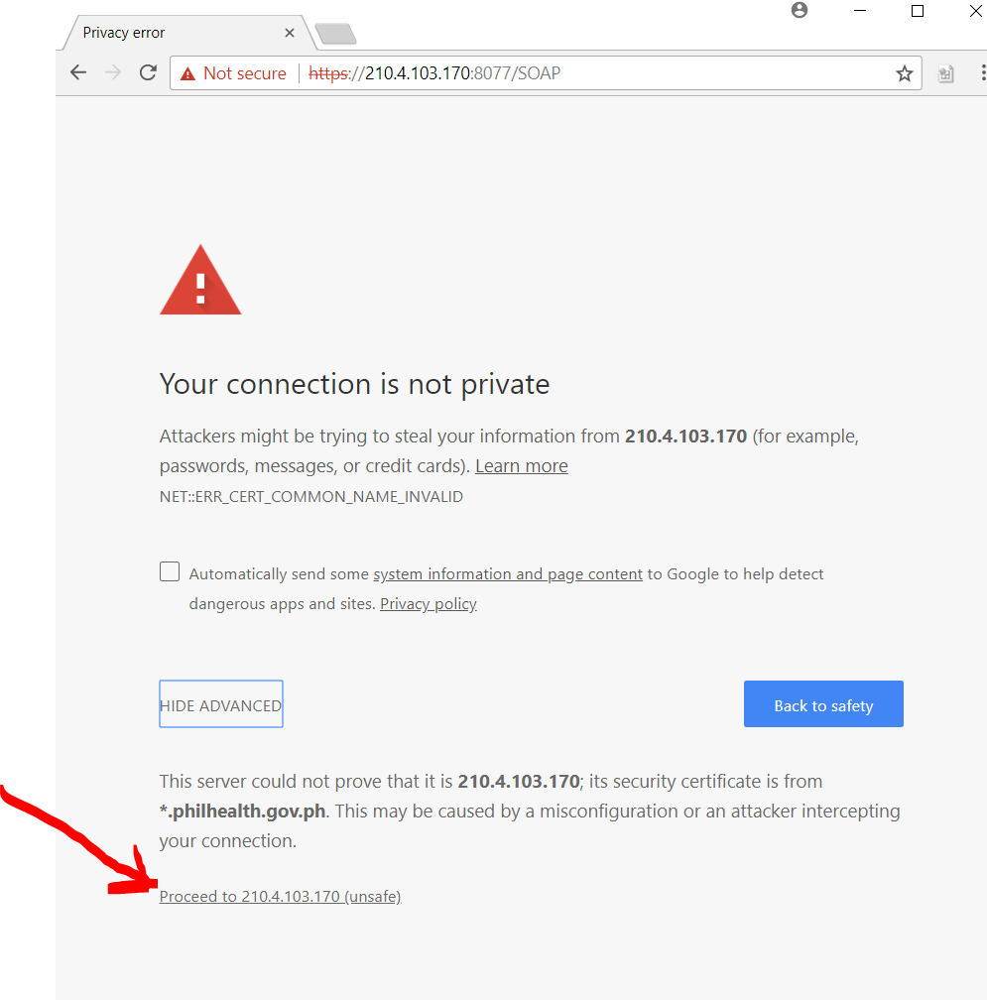 Privacy error
Not secure
https://210.4.103.170:8077/SOAP
Your connection is not private
Attackers might be trying to steal your information from 210.4.103.170 (for example,
passwords, messages, or credit cards). Learn more
NET::ERR_CERT_COMMON_NAME_INVALID
Automatically send some system information and page content to Google to help detect
dangerous apps and sites. Privacy policy
HIDE ADVANCED
Back to safety
This server could not prove that it is 210.4.103.170; its security certificate is from
*.philhealth.gov.ph. This may be caused by a misconfiguration or an attacker intercepting
your connection.
Proceed to 210.4.103.170 (unsafe)